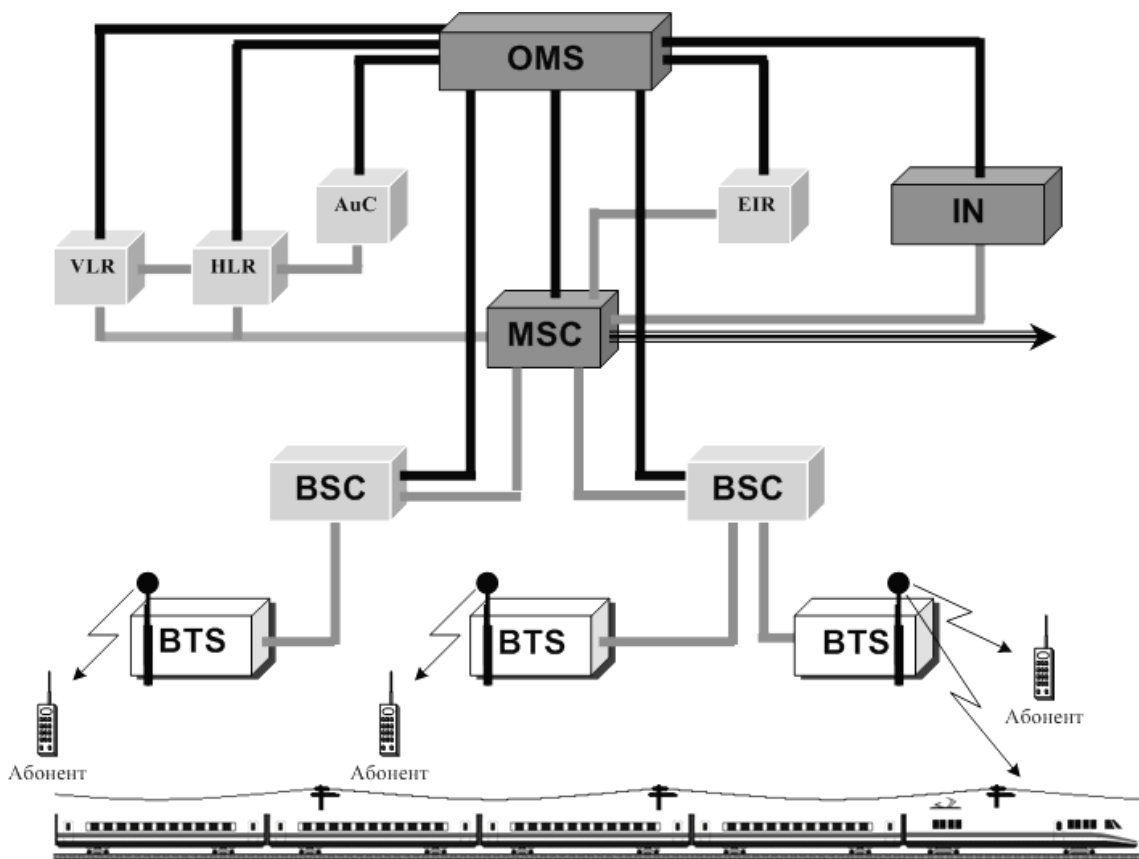 OMS
AuC
EIR
IN
VLR
HLR
MSC
BSC
BSC
BTS
BTS
BTS
Абонент
Абонент
Абонент